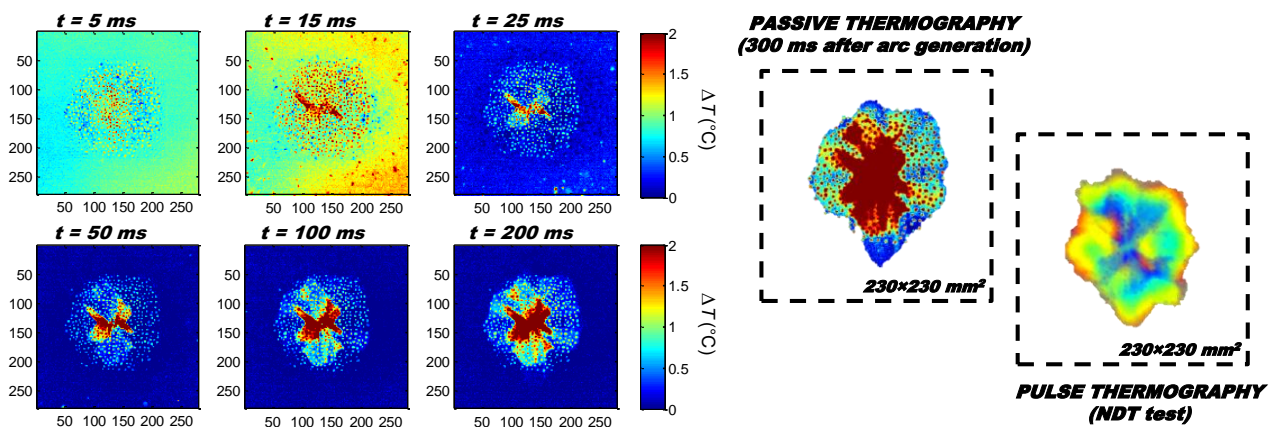 t = 5 ms
t = 15 ms
t = 25 ms
50
100
150
200
250
50 100 150 200 250
50 100 150 200 250
50 100 150 200 250
2
1.5
1
0.5
0
Δ T (°C)
t = 50 ms
t = 100 ms
t = 200 ms
50
100
150
200
250
50 100 150 200 250
50 100 150 200 250
50 100 150 200 250
2
1.5
1
0.5
0
Δ T (°C)
PASSIVE THERMOGRAPHY
(300 ms after arc generation)
230×230 mm²
230×230 mm²
PULSE THERMOGRAPHY
(NDT test)